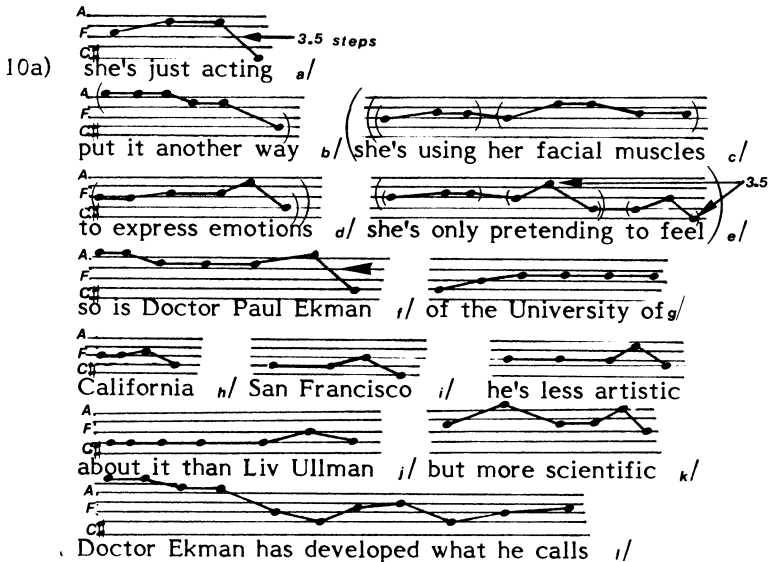 A. F. C# 3.5 steps
10a) she's just acting a/
A. F. C#
put it another way b/ (she's using her facial muscles c/
A. F. C# 3.5
to express emotions d/ she's only pretending to feel) e/
A. F. C#
so is Doctor Paul Ekman f/ of the University of g/
A. F. C#
California h/ San Francisco i/ he's less artistic
A. F. C#
about it than Liv Ullman j/ but more scientific k/
A. F. C#
Doctor Ekman has developed what he calls l/